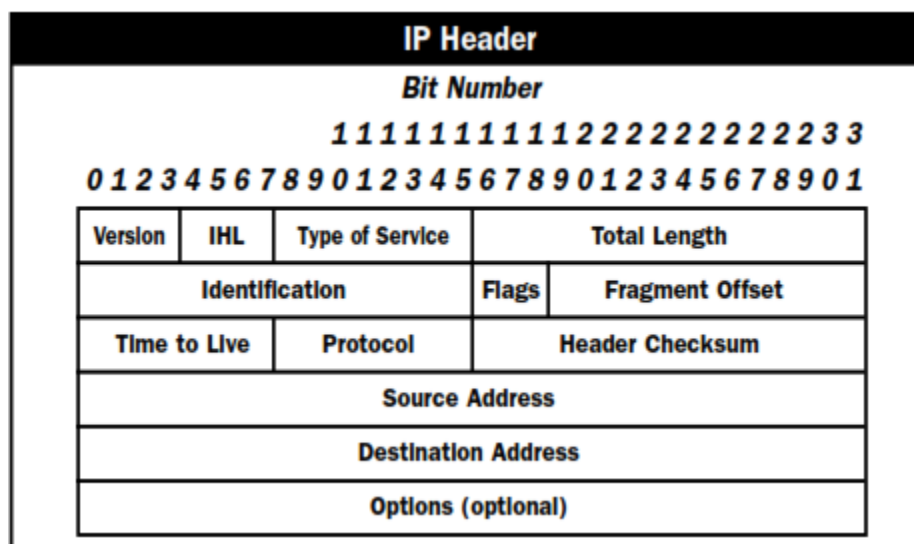 IP Header
Bit Number
1 1 1 1 1 1 1 1 1 1 2 2 2 2 2 2 2 2 2 2 3 3
0 1 2 3 4 5 6 7 8 9 0 1 2 3 4 5 6 7 8 9 0 1 2 3 4 5 6 7 8 9 0 1
Version IHL Type of Service Total Length
Identification Flags Fragment Offset
Time to Live Protocol Header Checksum
Source Address
Destination Address
Options (optional)